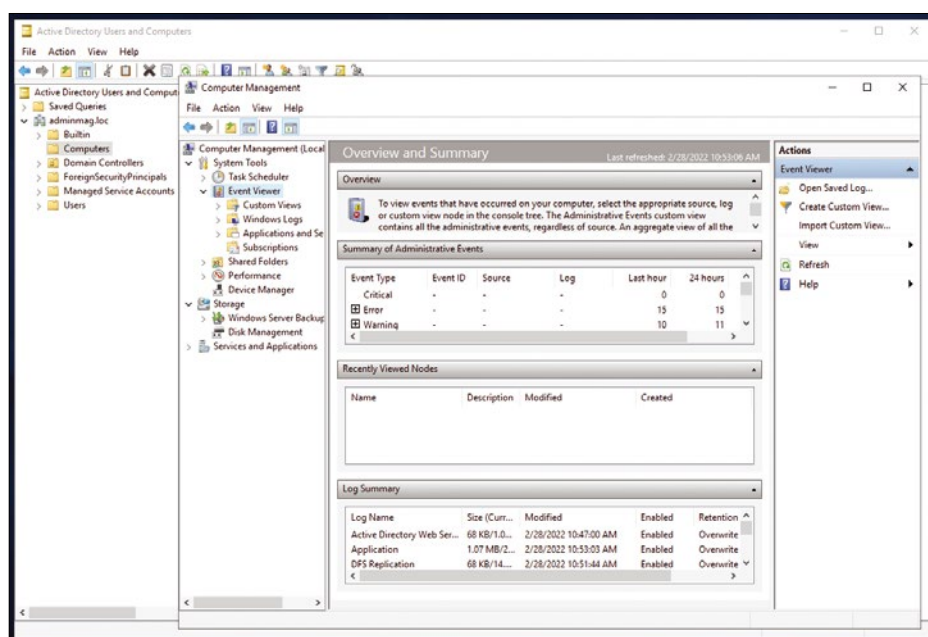 Active Directory Users and Computers
File Action View Help
Active Directory Users and Comput
Saved Queries
adminmag.loc
Builtin
Computers
Domain Controllers
ForeignSecurityPrincipals
Managed Service Accounts
Users
Computer Management
File Action View Help
Computer Management (Local
System Tools
Task Scheduler
Event Viewer
Custom Views
Windows Logs
Applications and Se
Subscriptions
Shared Folders
Performance
Device Manager
Storage
Windows Server Backup
Disk Management
Services and Applications
Overview and Summary Last refreshed: 2/28/2022 10:53:06 AM
Overview
To view events that have occurred on your computer, select the appropriate source, log
or custom view node in the console tree. The Administrative Events custom view
contains all the administrative events, regardless of source. An aggregate view of all the
Summary of Administrative Events
Event Type Event ID Source Log Last hour 24 hours
Critical - - - 0 0
Error - - - 15 15
Warning - - - 10 11
Recently Viewed Nodes
Name Description Modified Created
Log Summary
Log Name Size (Curr... Modified Enabled Retention
Active Directory Web Ser... 68 KB/1.0... 2/28/2022 10:47:00 AM Enabled Overwrite
Application 1.07 MB/2... 2/28/2022 10:53:03 AM Enabled Overwrite
DFS Replication 68 KB/14.... 2/28/2022 10:51:44 AM Enabled Overwrite
Actions
Event Viewer
Open Saved Log...
Create Custom View...
Import Custom View...
View
Refresh
Help